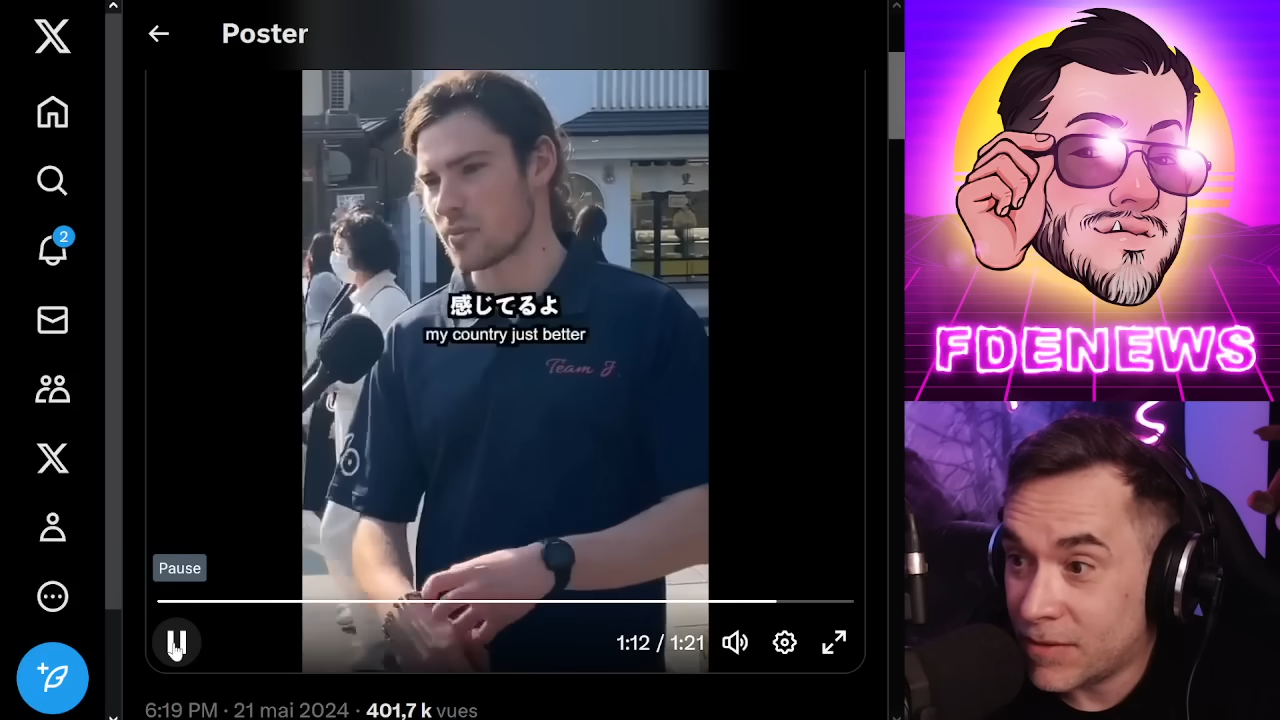 Poster
2
感じてるよ
my country just better
Team J.
Pause
1:12 / 1:21
6:19 PM · 21 mai 2024 · 401,7 k vues
FDENEWS